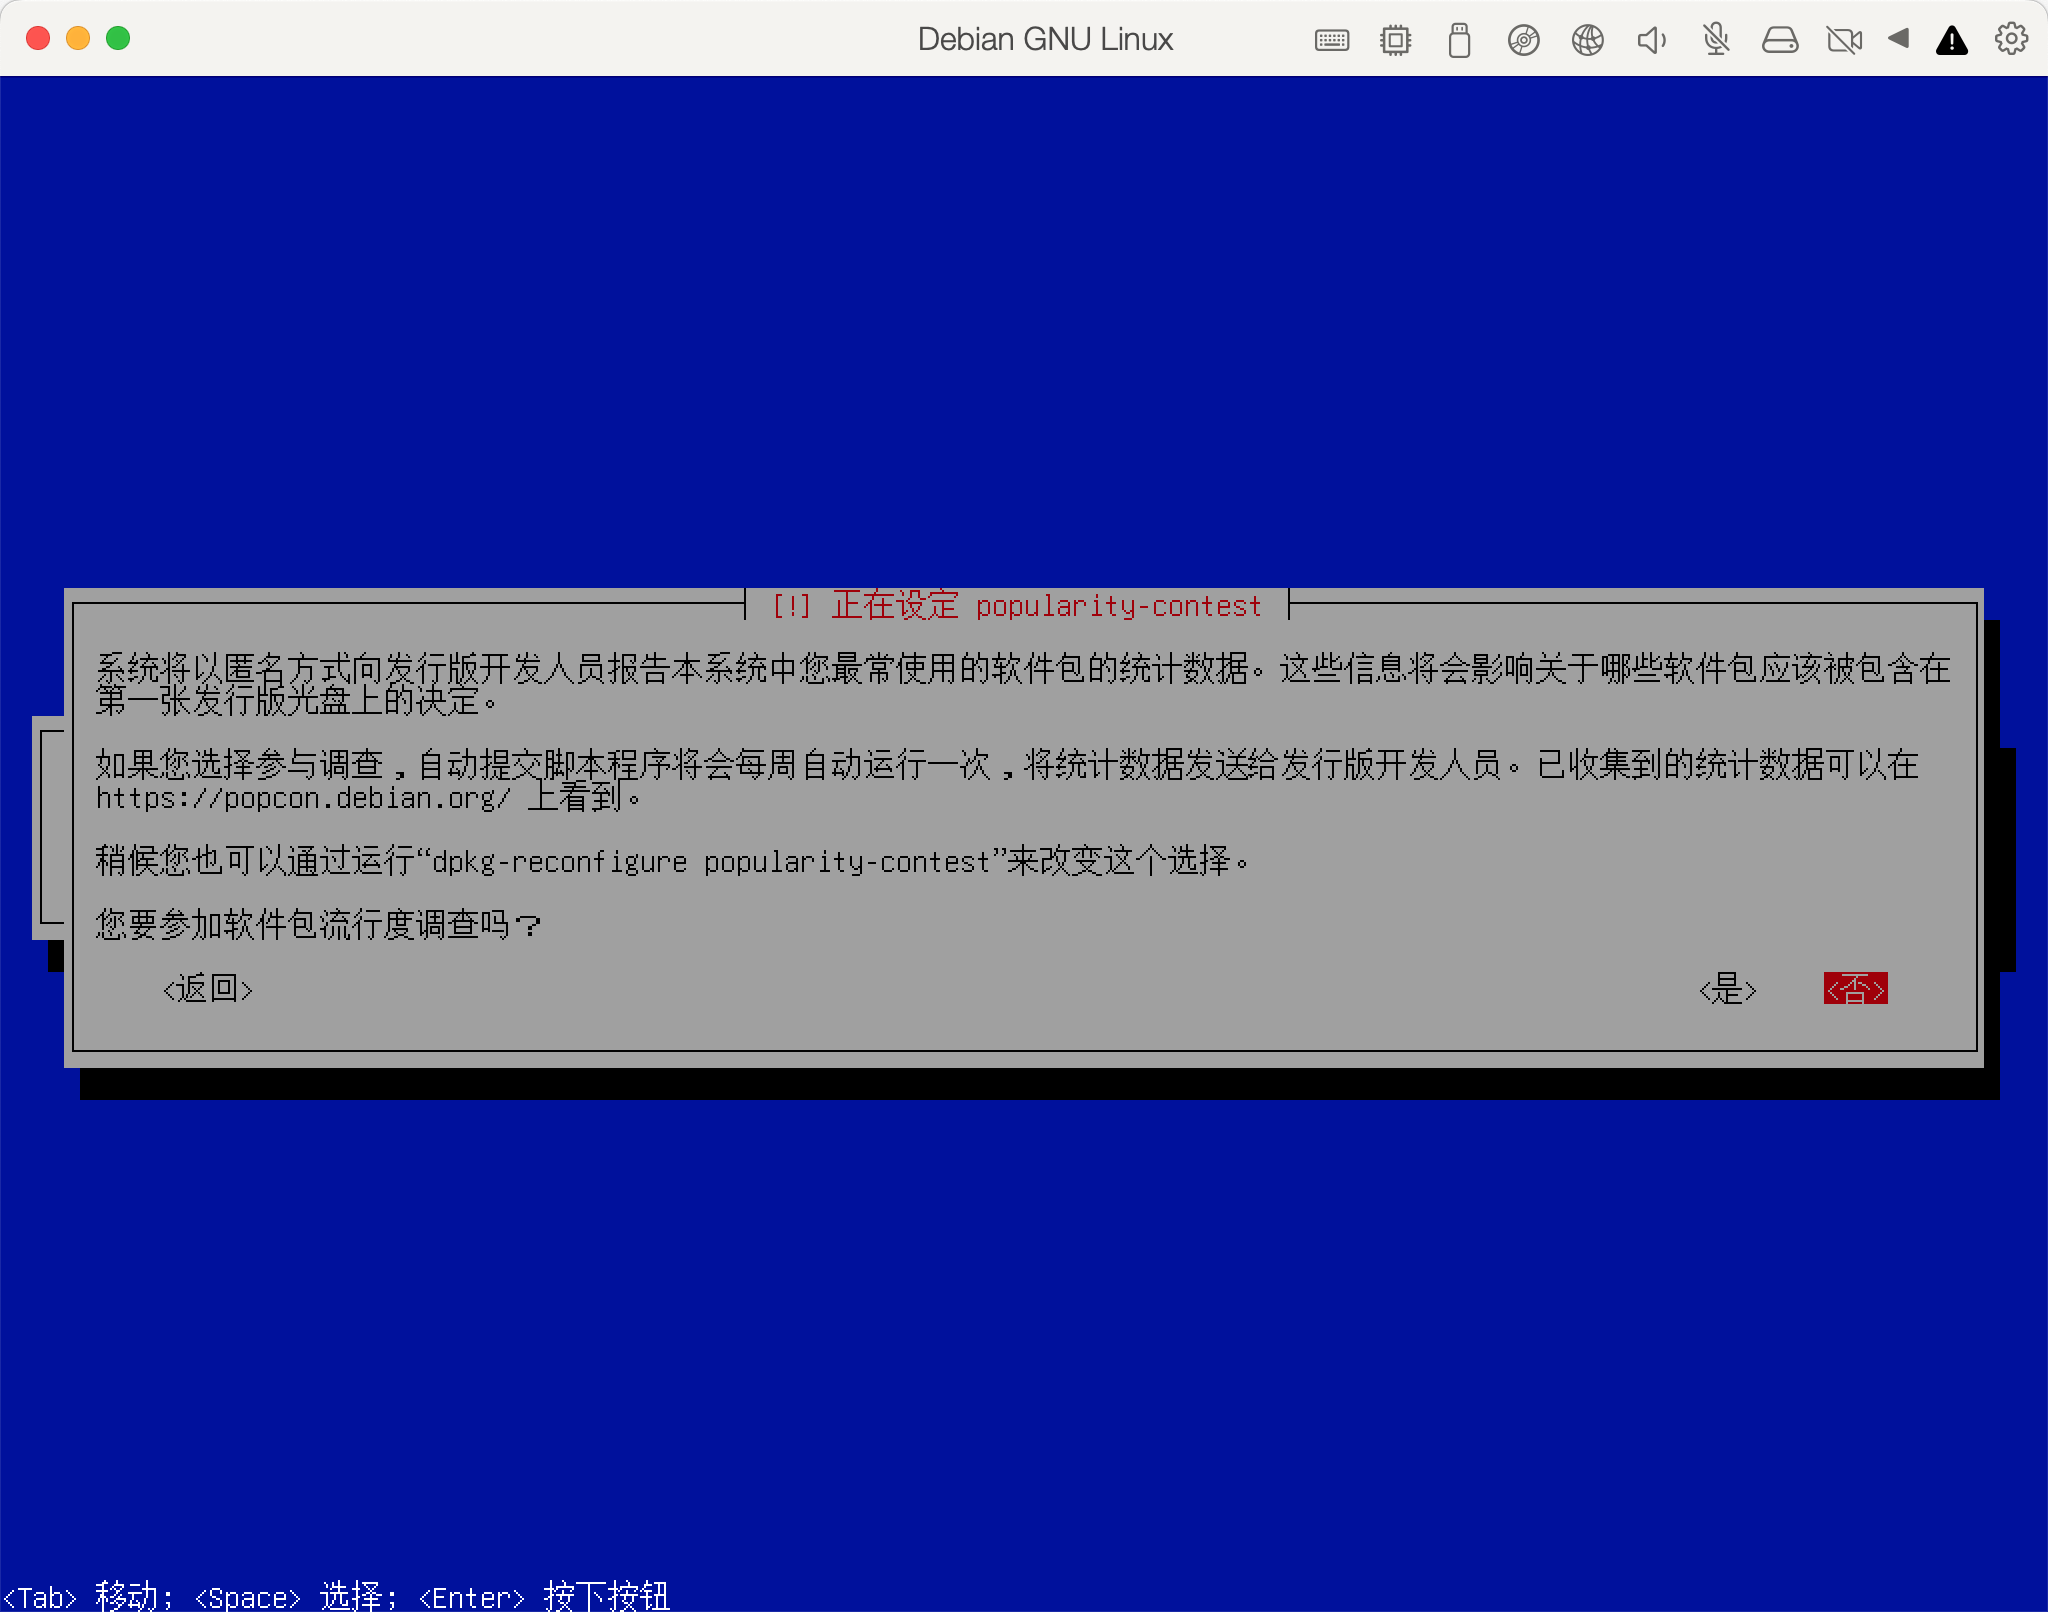 Debian GNU Linux
[!] 正在设定 popularity-contest
系统将以匿名方式向发行版开发人员报告本系统中您最常使用的软件包的统计数据。这些信息将会影响关于哪些软件包应该被包含在
第一张发行版光盘上的决定。
如果您选择参与调查，自动提交脚本程序将会每周自动运行一次，将统计数据发送给发行版开发人员。已收集到的统计数据可以在
https://popcon.debian.org/ 上看到。
稍候您也可以通过运行“dpkg-reconfigure popularity-contest”来改变这个选择。
您要参加软件包流行度调查吗？
<返回> <是> <否>
<Tab> 移动; <Space> 选择; <Enter> 按下按钮